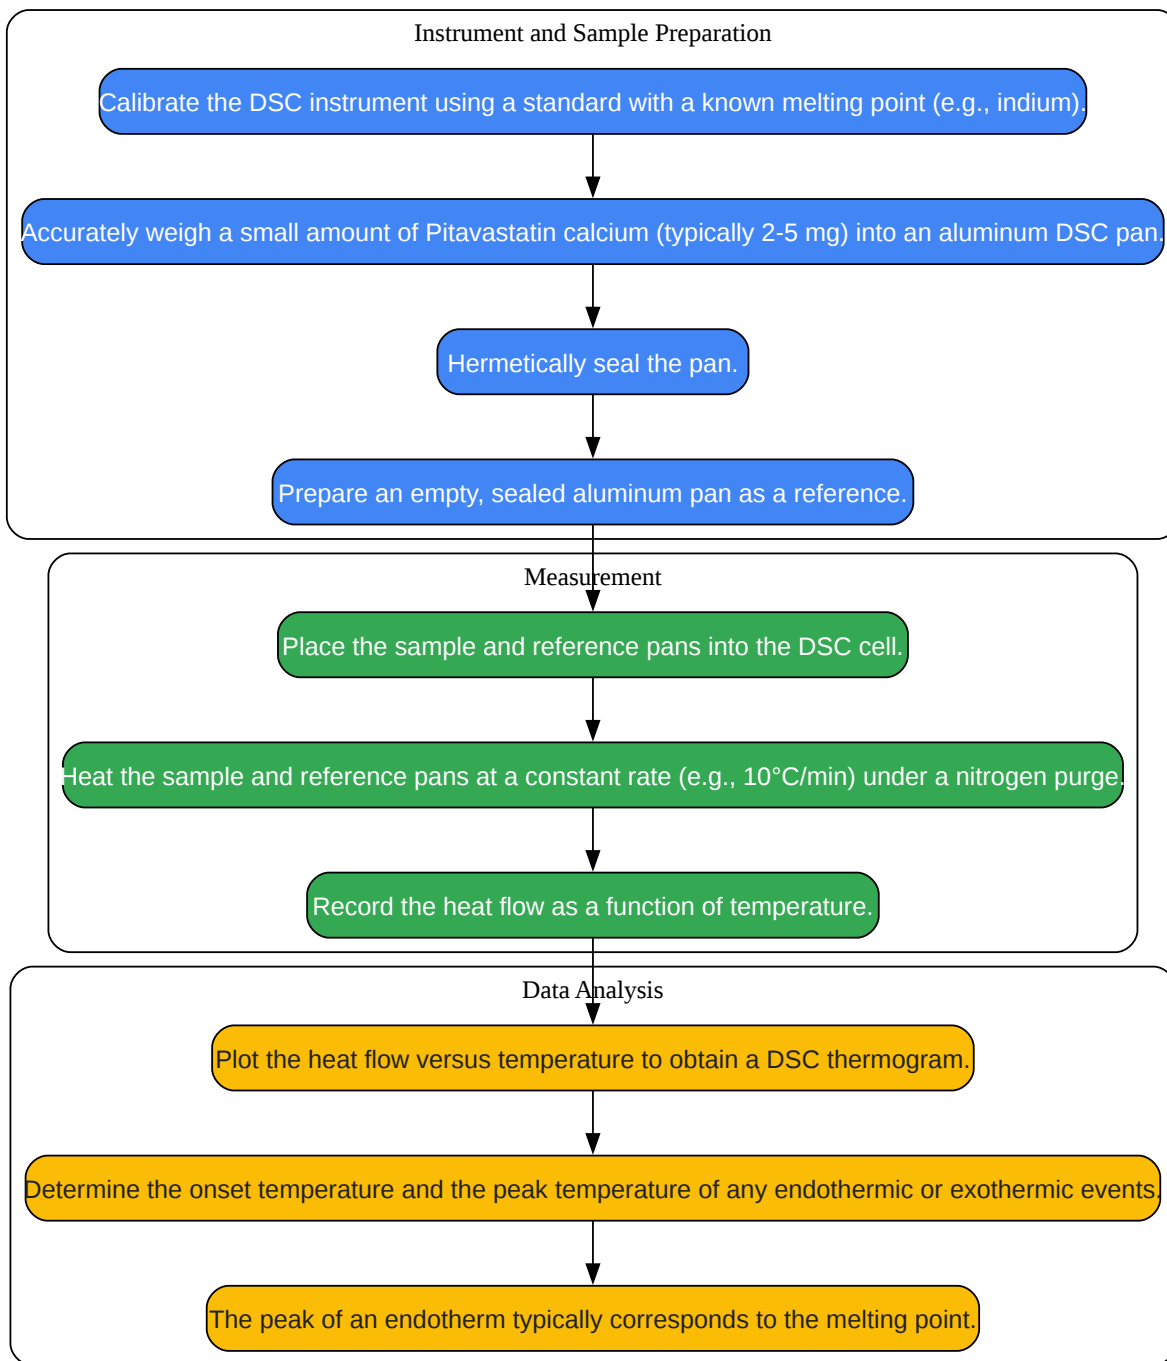 Instrument and Sample Preparation
Calibrate the DSC instrument using a standard with a known melting point (e.g., indium).
Accurately weigh a small amount of Pitavastatin calcium (typically 2-5 mg) into an aluminum DSC pan.
Hermetically seal the pan.
Prepare an empty, sealed aluminum pan as a reference.
Measurement
Place the sample and reference pans into the DSC cell.
Heat the sample and reference pans at a constant rate (e.g., 10°C/min) under a nitrogen purge.
Record the heat flow as a function of temperature.
Data Analysis
Plot the heat flow versus temperature to obtain a DSC thermogram.
Determine the onset temperature and the peak temperature of any endothermic or exothermic events.
The peak of an endotherm typically corresponds to the melting point.